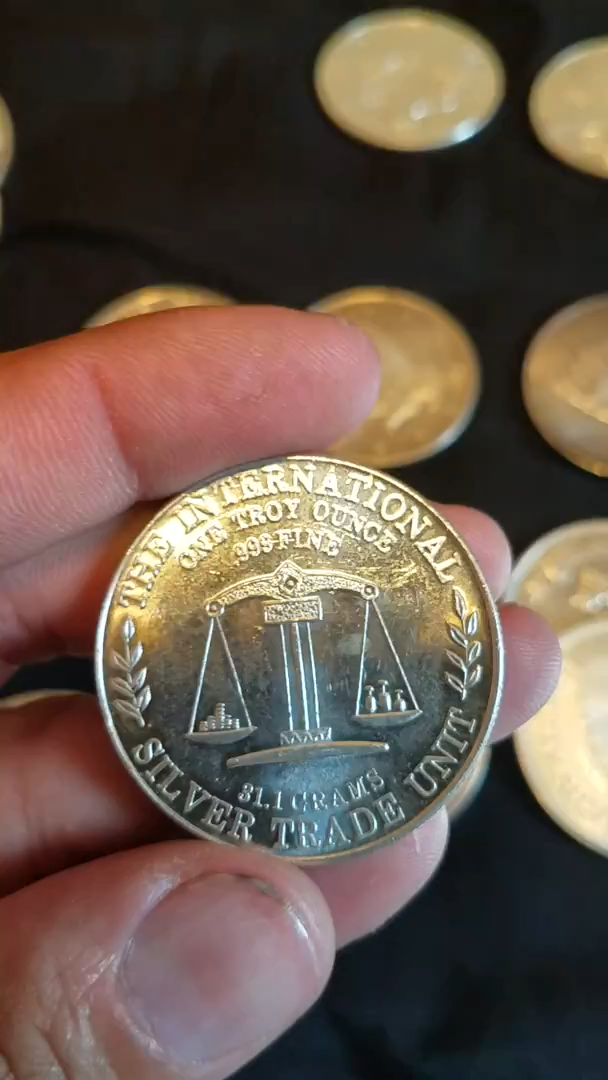 THE INTERNATIONAL
ONE TROY OUNCE
999 FINE
31.1 GRAMS
SILVER TRADE UNIT